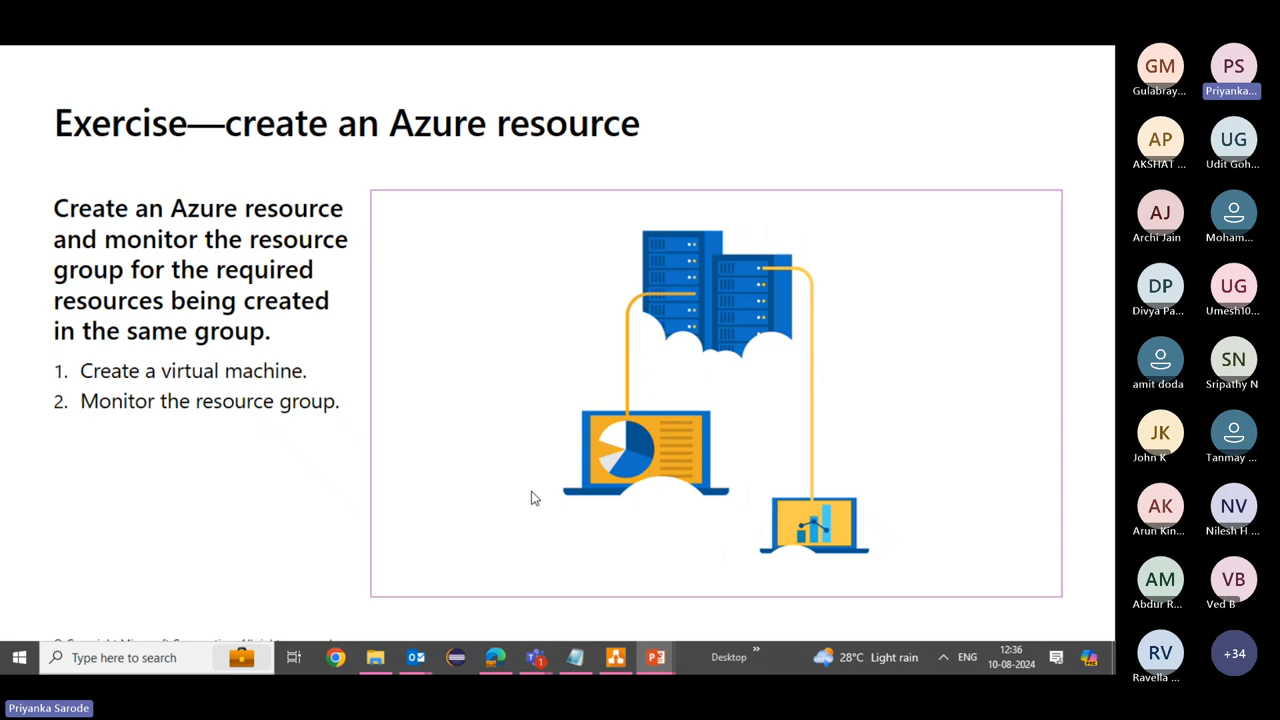 Exercise—create an Azure resource
Create an Azure resource
and monitor the resource
group for the required
resources being created
in the same group.
1. Create a virtual machine.
2. Monitor the resource group.
Type here to search
1
Desktop
»
28°C Light rain
ENG
12:36
10-08-2024
GM
Gulabray...
PS
Priyanka...
AP
AKSHAT ...
UG
Udit Goh...
AJ
Archi Jain
Moham...
DP
Divya Pa...
UG
Umesh10...
amit doda
SN
Sripathy N
JK
John K
Tanmay ...
AK
Arun Kin...
NV
Nilesh H ...
AM
Abdur R...
VB
Ved B
RV
Ravella ...
+34
Priyanka Sarode